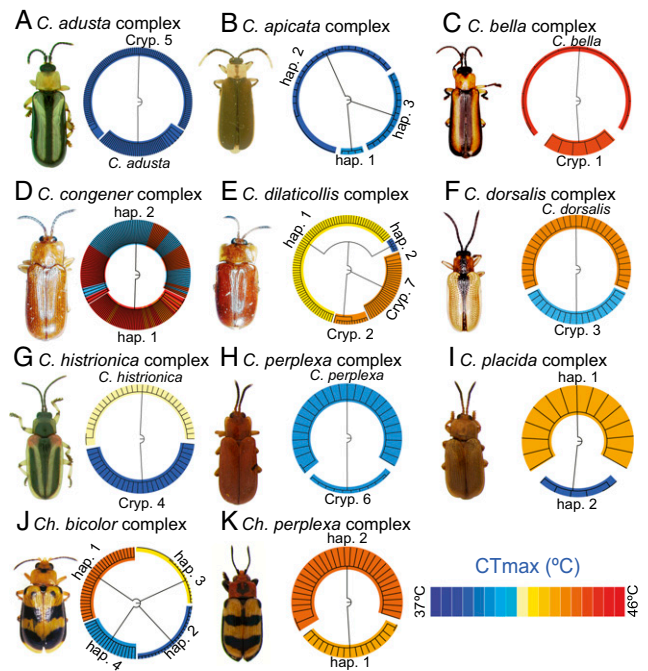 A C. adusta complex
Cryp. 5
C. adusta
B C. apicata complex
hap. 2
hap. 3
hap. 1
C C. bella complex
C. bella
Cryp. 1
D C. congener complex
hap. 2
hap. 1
E C. dilaticollis complex
hap. 1
hap. 2
Cryp. 7
Cryp. 2
F C. dorsalis complex
C. dorsalis
Cryp. 3
G C. histrionica complex
C. histrionica
Cryp. 4
H C. perplexa complex
C. perplexa
Cryp. 6
I C. placida complex
hap. 1
hap. 2
J Ch. bicolor complex
hap. 1
hap. 3
hap. 2
hap. 4
K Ch. perplexa complex
hap. 2
hap. 1
CTmax (ºC)
37ºC
46ºC